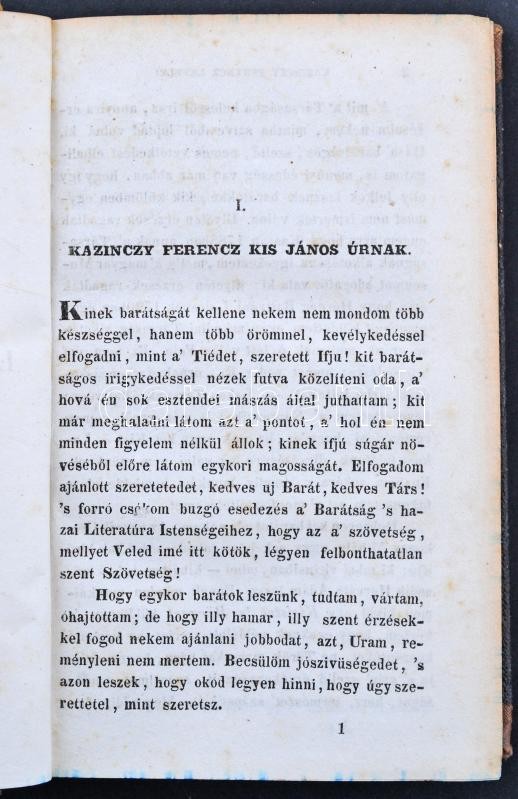 I.
KAZINCZY FERENCZ KIS JÁNOS ÚRNAK.
Kinek barátságát kellene nekem nem mondom több
készséggel, hanem több örömmel, kevélykedéssel
elfogadni, mint a' Tiédet, szeretett Ifju! kit barát-
ságos irigykedéssel nézek futva közelíteni oda, a'
hová én sok esztendei mászás által juthattam; kit
már meghaladni látom azt a' pontot, a' hol én nem
minden figyelem nélkül állok; kinek ifjú súgár nö-
véséből előre látom egykori magosságát. Elfogadom
ajánlott szeretetedet, kedves uj Barát, kedves Társ!
's forró csókom buzgó esedezés a' Barátság 's ha-
zai Literatúra Istenségeihez, hogy az a' szövetség,
mellyet Veled imé itt kötök, légyen felbonthatatlan
szent Szövetség!
Hogy egykor barátok leszünk, tudtam, vártam,
óhajtottam; de hogy illy hamar, illy szent érzések-
kel fogod nekem ajánlani jobbodat, azt, Uram, re-
ményleni nem mertem. Becsülöm jószivüségedet, 's
azon leszek, hogy okod legyen hinni, hogy úgy sze-
rettetel, mint szeretsz.
1